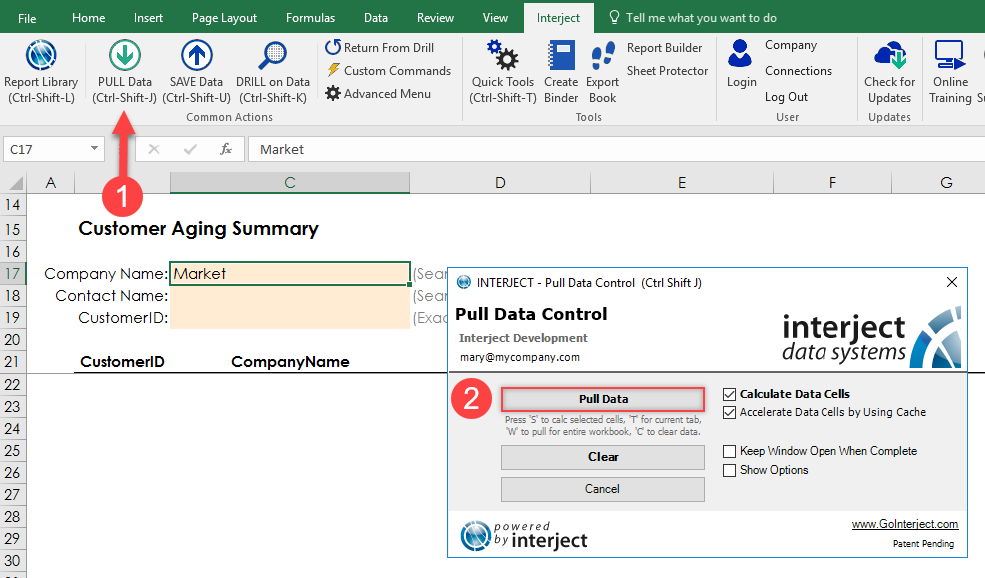 File Home Insert Page Layout Formulas Data Review View Interject Tell me what you want to do
Report Library
(Ctrl-Shift-L)
PULL Data
(Ctrl-Shift-J)
SAVE Data
(Ctrl-Shift-U)
DRILL on Data
(Ctrl-Shift-K)
Return From Drill
Custom Commands
Advanced Menu
Common Actions
Quick Tools
(Ctrl-Shift-T)
Create
Binder
Export
Book
Report Builder
Sheet Protector
Tools
Login
Company
Connections
Log Out
User
Check for
Updates
Updates
Online
Training
C17 fx Market
1
A C D E F G
14
15 Customer Aging Summary
16
17 Company Name: Market (Sear
18 Contact Name: (Sear
19 CustomerID: (Exac
20
21 CustomerID CompanyName
22
23
24
25
26
27
28
29
30
INTERJECT - Pull Data Control (Ctrl Shift J)
Pull Data Control
Interject Development
mary@mycompany.com
interject
data systems
2
Pull Data
Press 'S' to calc selected cells, 'T' for current tab,
'W' to pull for entire workbook, 'C' to clear data.
Clear
Cancel
Calculate Data Cells
Accelerate Data Cells by Using Cache
Keep Window Open When Complete
Show Options
powered
by interject
www.GoInterject.com
Patent Pending